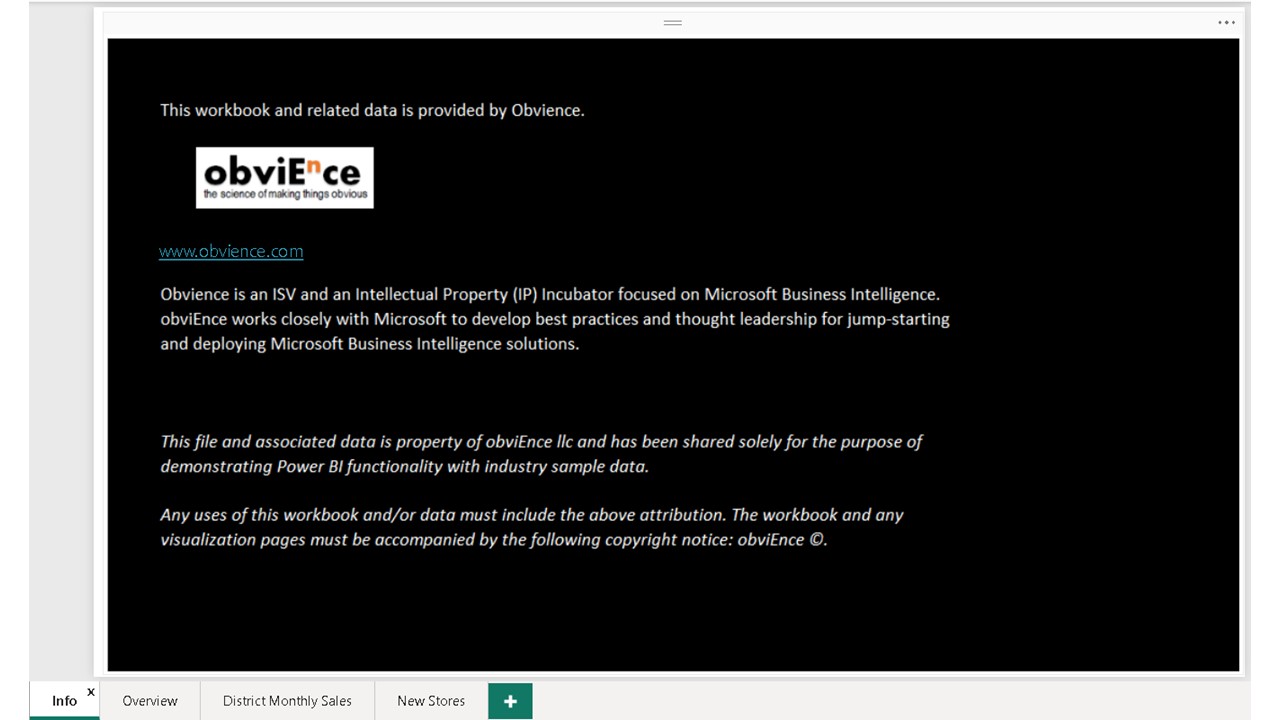 This workbook and related data is provided by Obvience.
obviEnce
the science of making things obvious
www.obvience.com
Obvience is an ISV and an Intellectual Property (IP) Incubator focused on Microsoft Business Intelligence.
obviEnce works closely with Microsoft to develop best practices and thought leadership for jump-starting
and deploying Microsoft Business Intelligence solutions.
This file and associated data is property of obviEnce llc and has been shared solely for the purpose of
demonstrating Power BI functionality with industry sample data.
Any uses of this workbook and/or data must include the above attribution. The workbook and any
visualization pages must be accompanied by the following copyright notice: obviEnce ©.
Info x Overview District Monthly Sales New Stores +